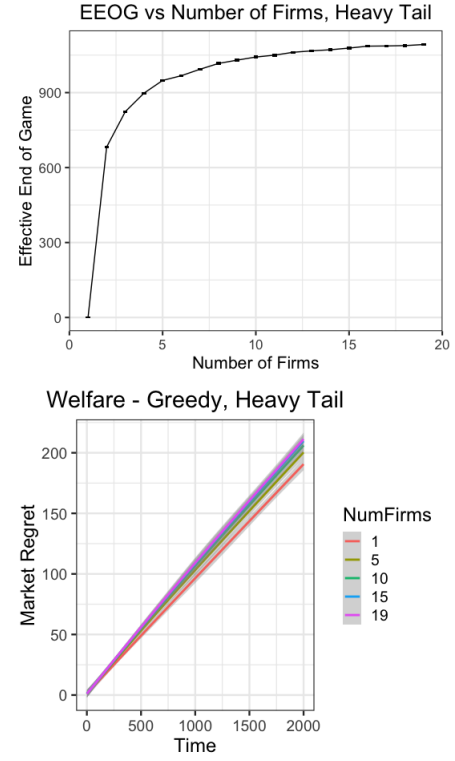 EEOG vs Number of Firms, Heavy Tail
Effective End of Game
900
600
300
0
0 5 10 15 20
Number of Firms
Welfare - Greedy, Heavy Tail
Market Regret
200
150
100
50
0
0 500 1000 1500 2000
Time
NumFirms
1
5
10
15
19